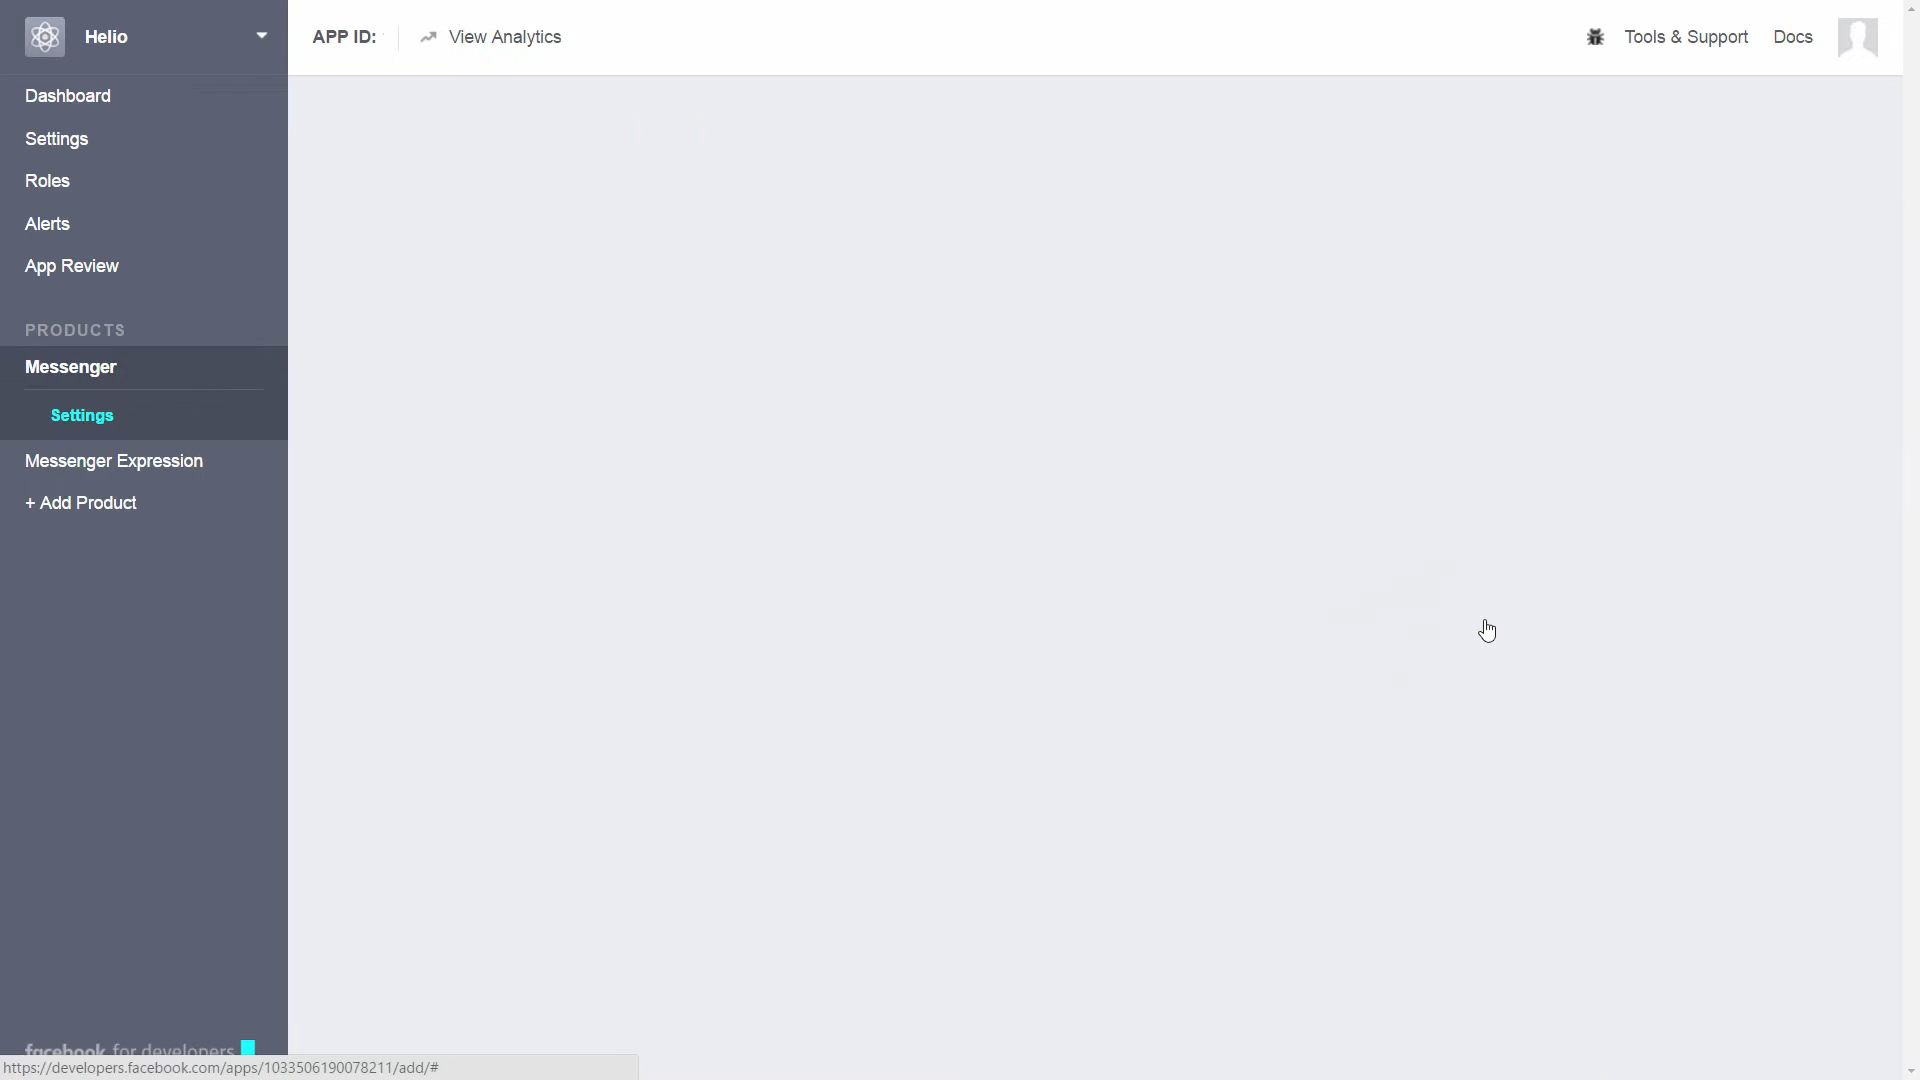 Helio
APP ID:
View Analytics
Tools & Support
Docs
Dashboard
Settings
Roles
Alerts
App Review
PRODUCTS
Messenger
Settings
Messenger Expression
+ Add Product
facebook for developers
https://developers.facebook.com/apps/1033506190078211/add/#